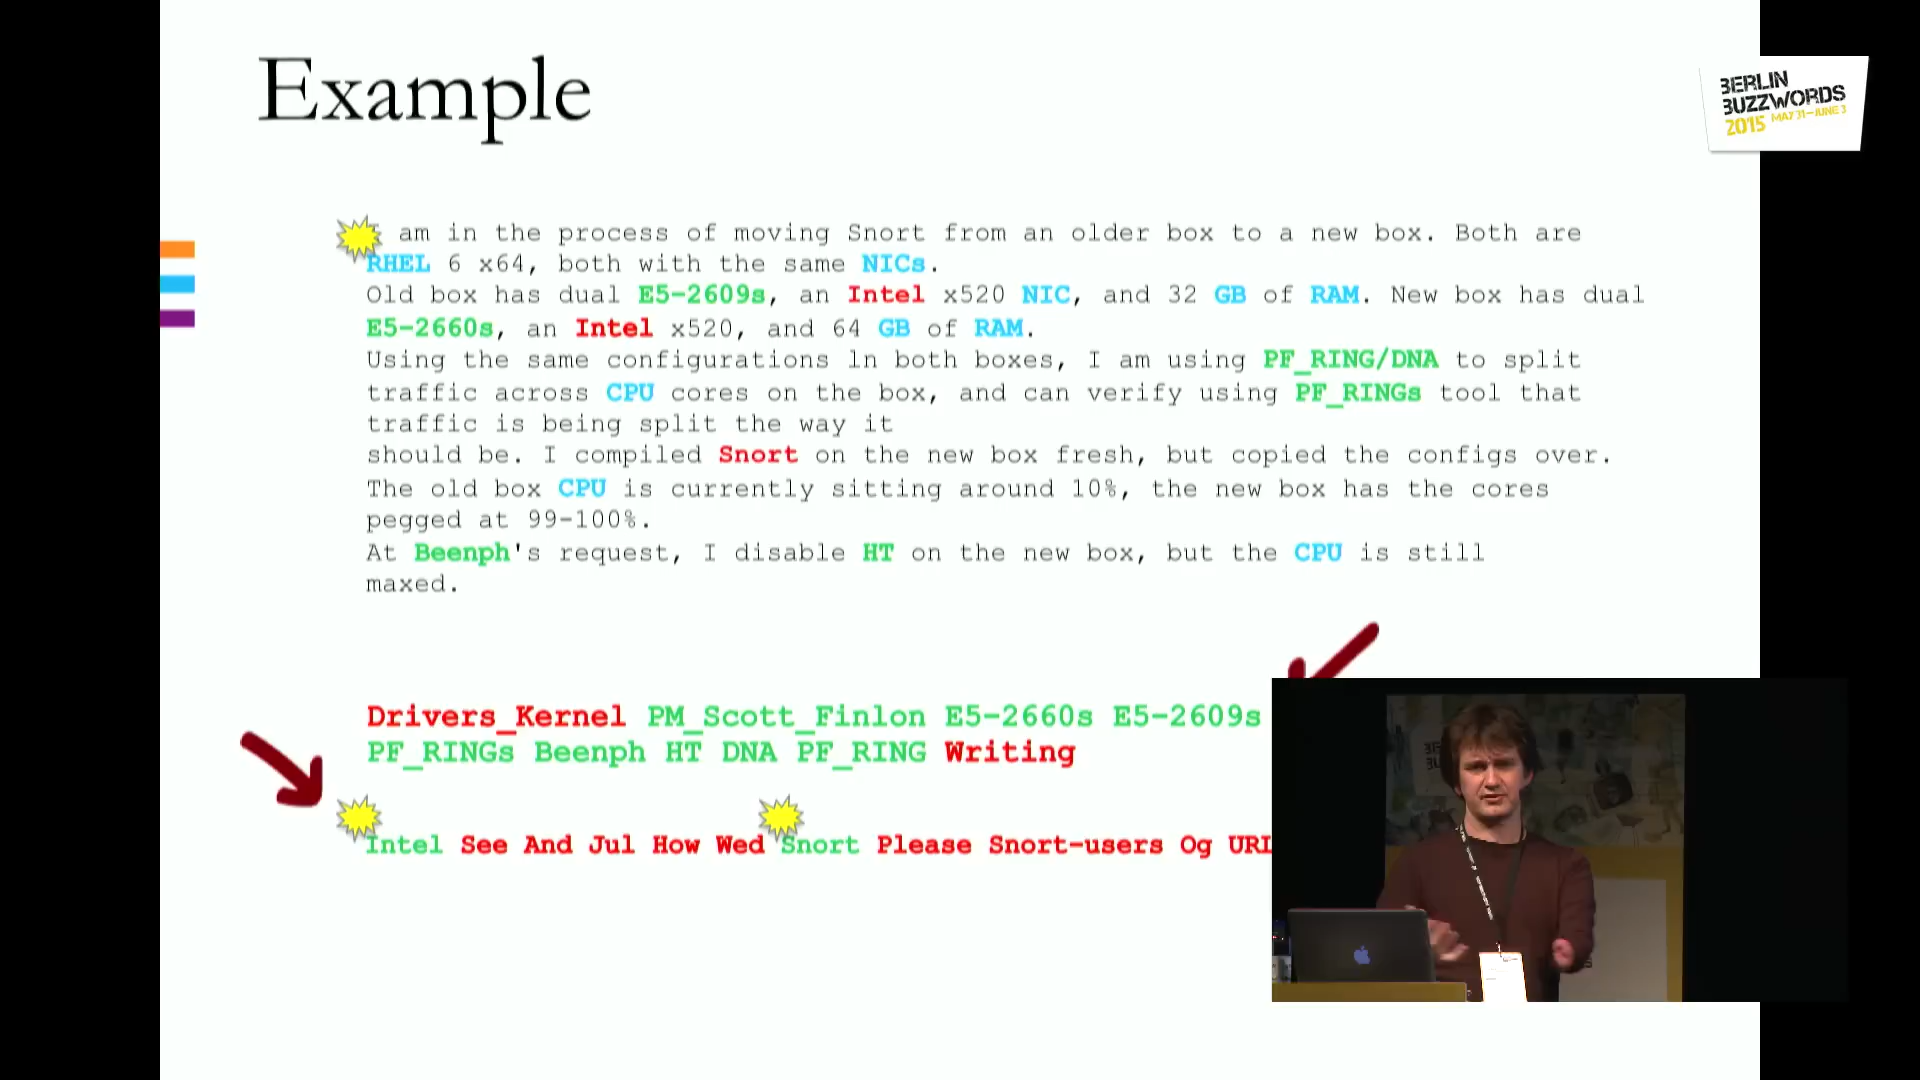 Example
BERLIN
BUZZWORDS
2015 MAY 31–JUNE 3
am in the process of moving Snort from an older box to a new box. Both are
RHEL 6 x64, both with the same NICs.
Old box has dual E5-2609s, an Intel x520 NIC, and 32 GB of RAM. New box has dual
E5-2660s, an Intel x520, and 64 GB of RAM.
Using the same configurations ln both boxes, I am using PF_RING/DNA to split
traffic across CPU cores on the box, and can verify using PF_RINGs tool that
traffic is being split the way it
should be. I compiled Snort on the new box fresh, but copied the configs over.
The old box CPU is currently sitting around 10%, the new box has the cores
pegged at 99-100%.
At Beenph's request, I disable HT on the new box, but the CPU is still
maxed.
Drivers_Kernel PM_Scott_Finlon E5-2660s E5-2609s
PF_RINGs Beenph HT DNA PF_RING Writing
Intel See And Jul How Wed Snort Please Snort-users Og URL